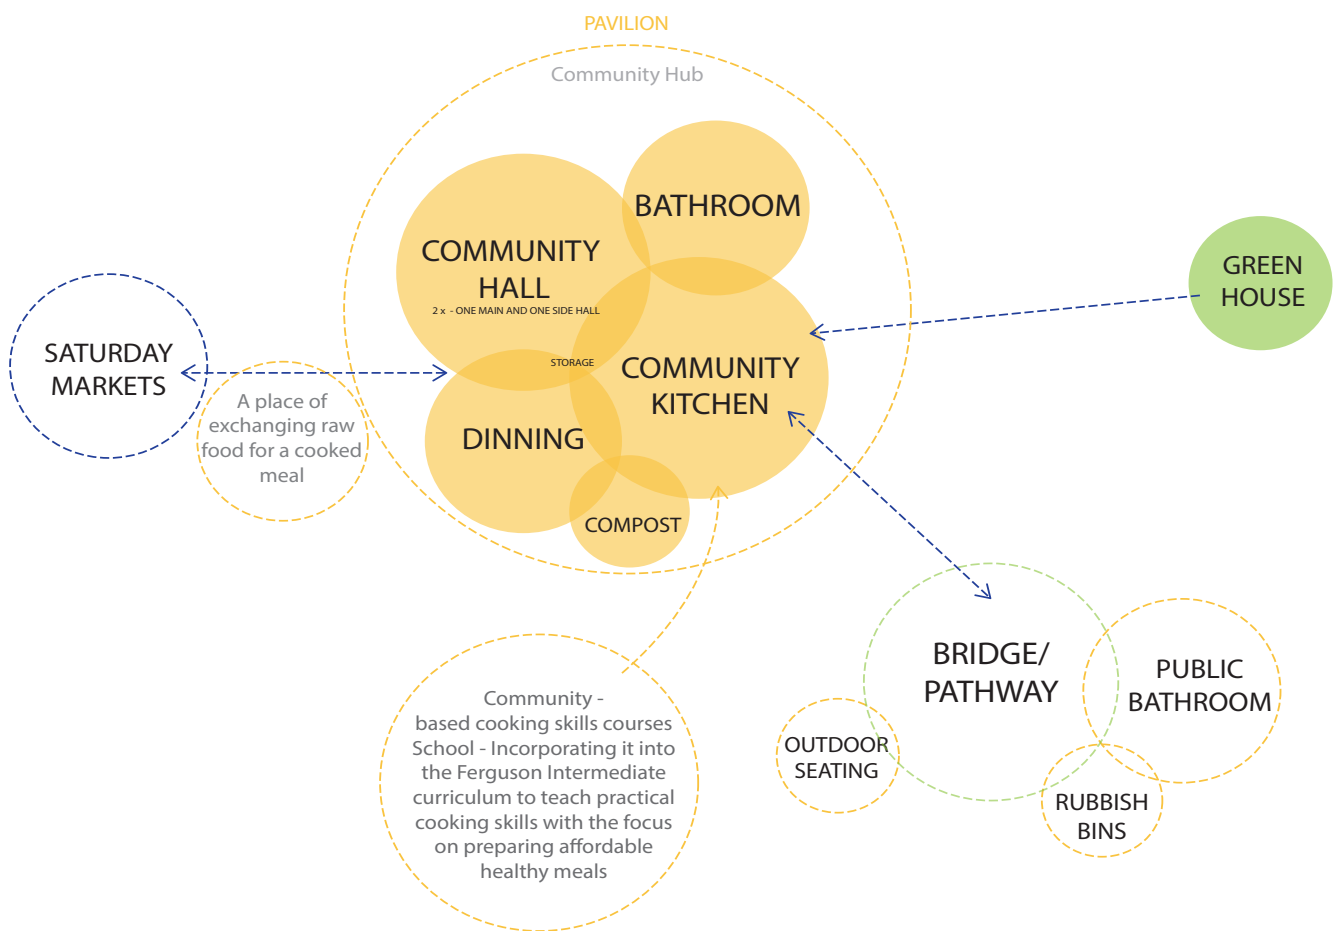 PAVILION
Community Hub
BATHROOM
COMMUNITY
HALL
2 x - ONE MAIN AND ONE SIDE HALL
GREEN
HOUSE
SATURDAY
MARKETS
STORAGE
COMMUNITY
KITCHEN
A place of
exchanging raw
food for a cooked
meal
DINNING
COMPOST
BRIDGE/
PATHWAY
PUBLIC
BATHROOM
OUTDOOR
SEATING
RUBBISH
BINS
Community -
based cooking skills courses
School - Incorporating it into
the Ferguson Intermediate
curriculum to teach practical
cooking skills with the focus
on preparing affordable
healthy meals